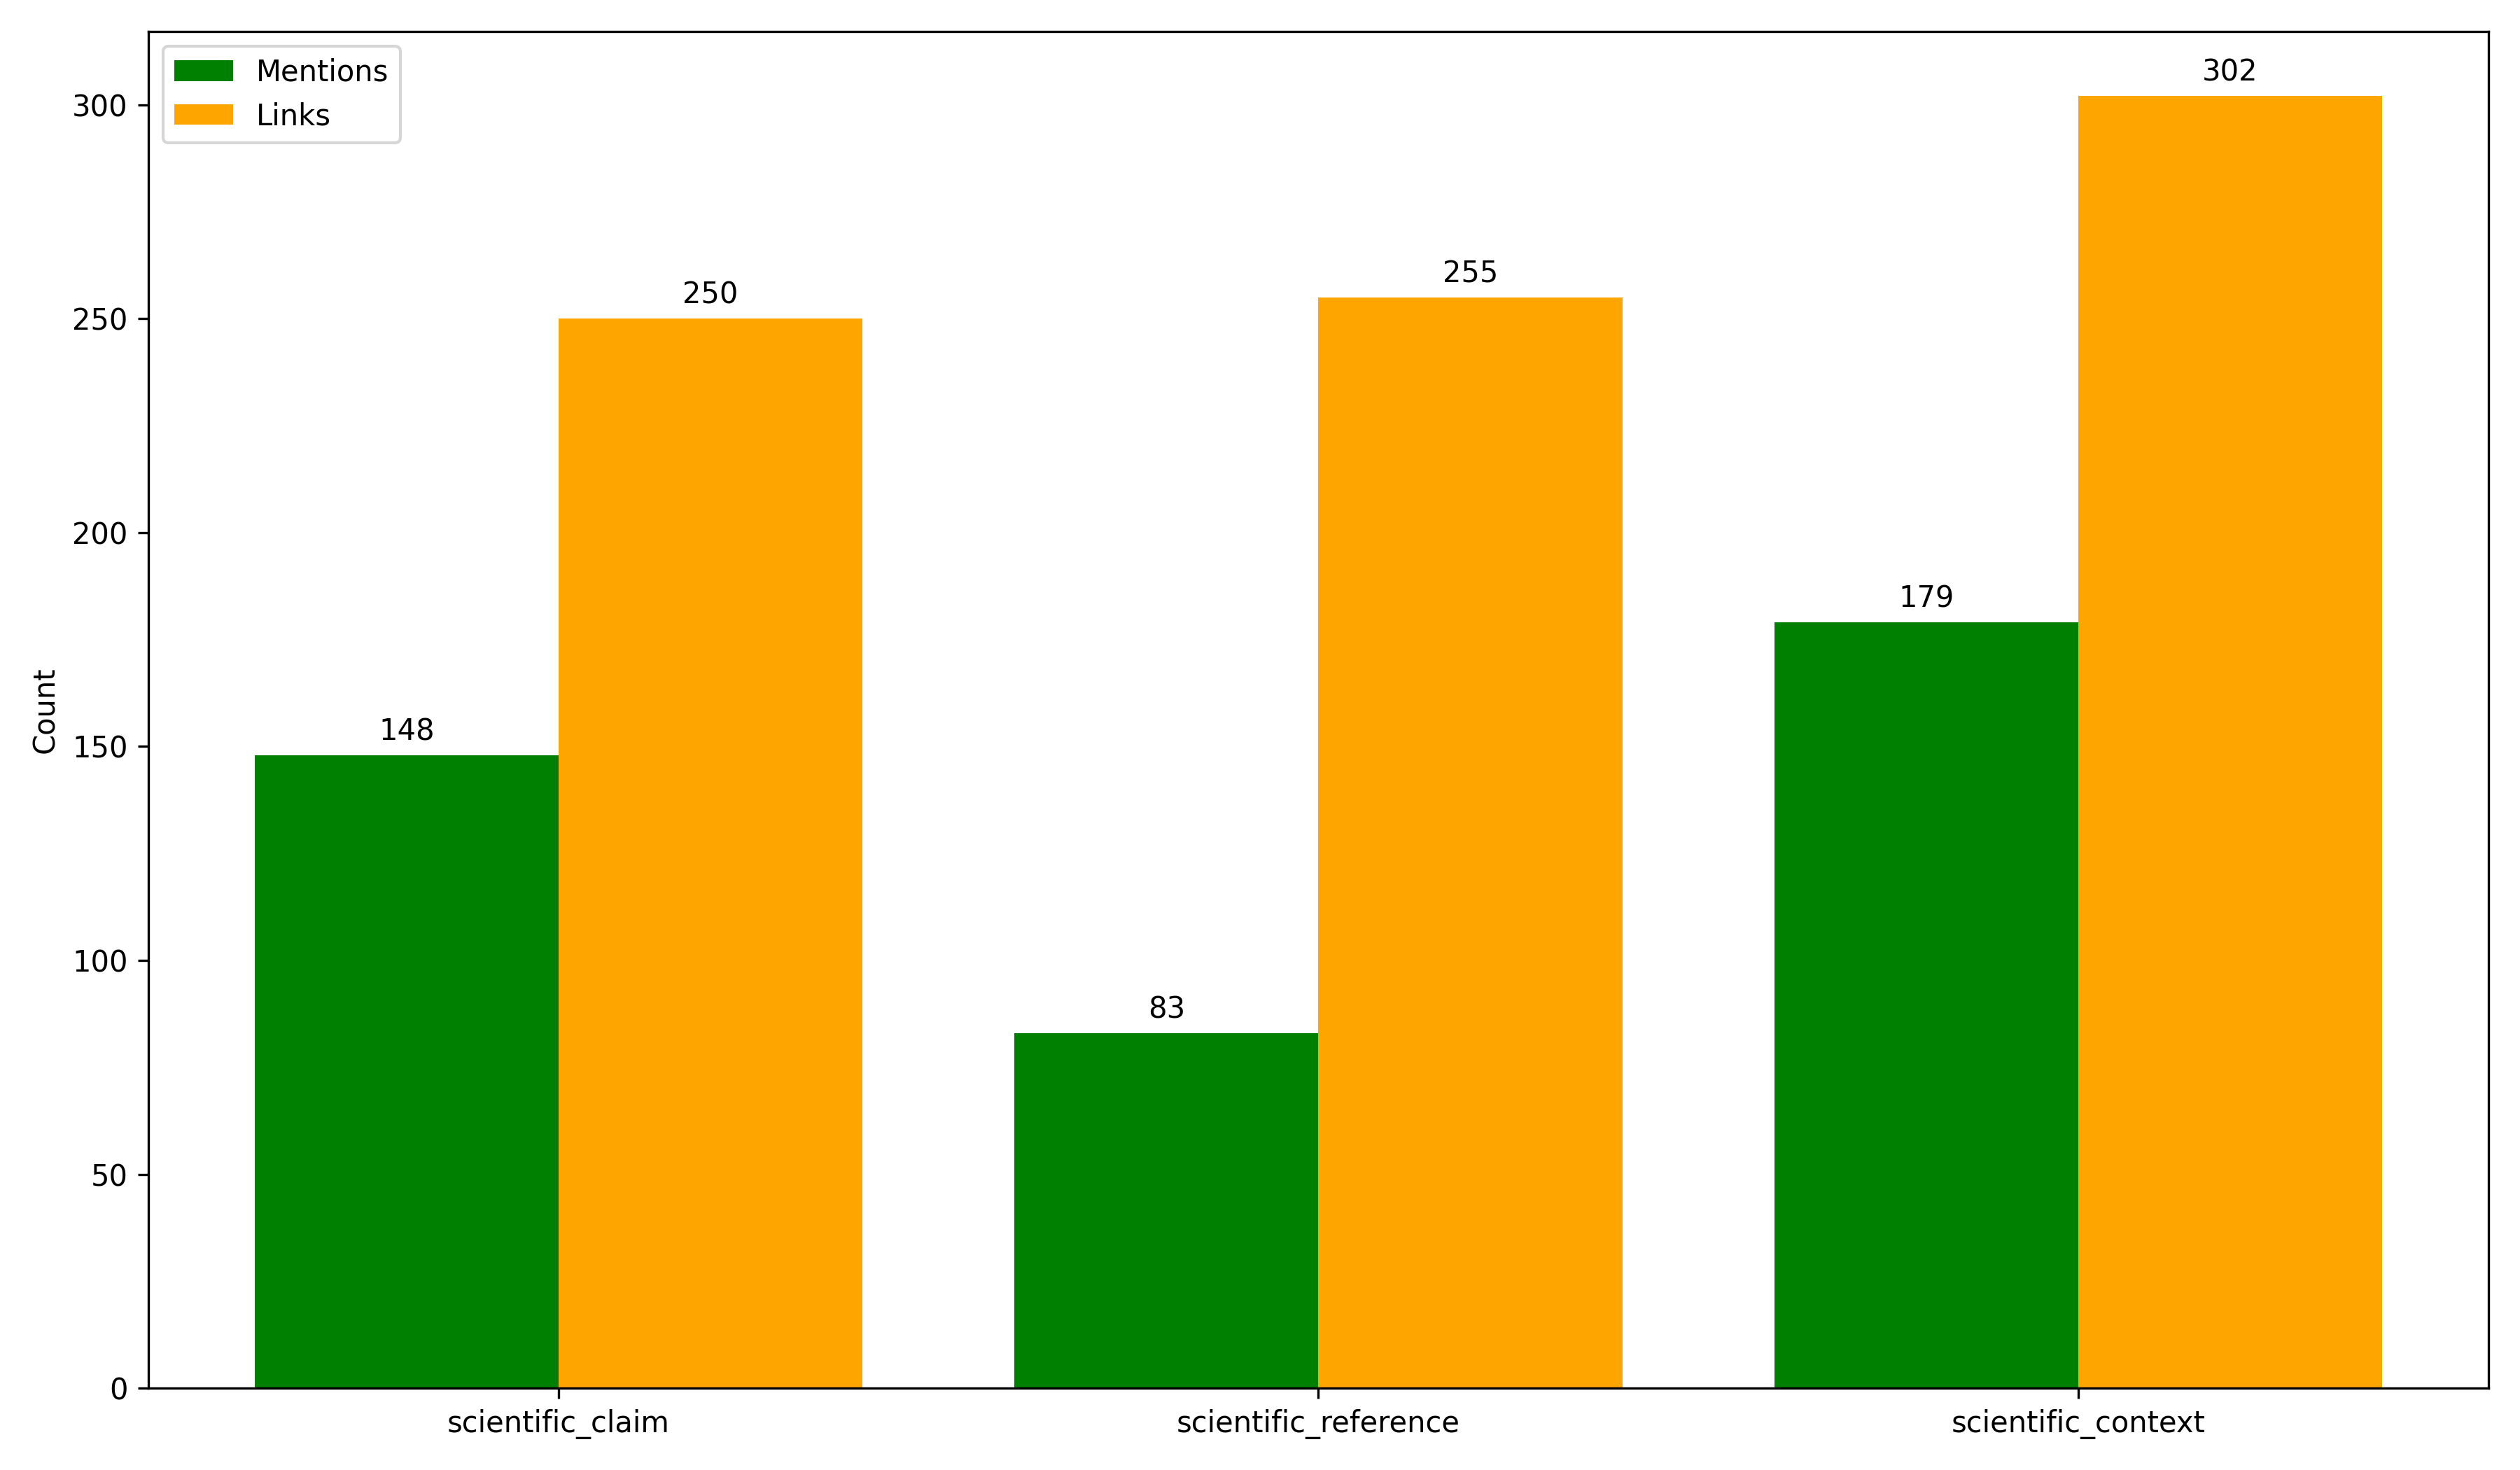 Mentions
Links
Count
300
250
200
150
100
50
0
148
250
83
255
179
302
scientific_claim
scientific_reference
scientific_context